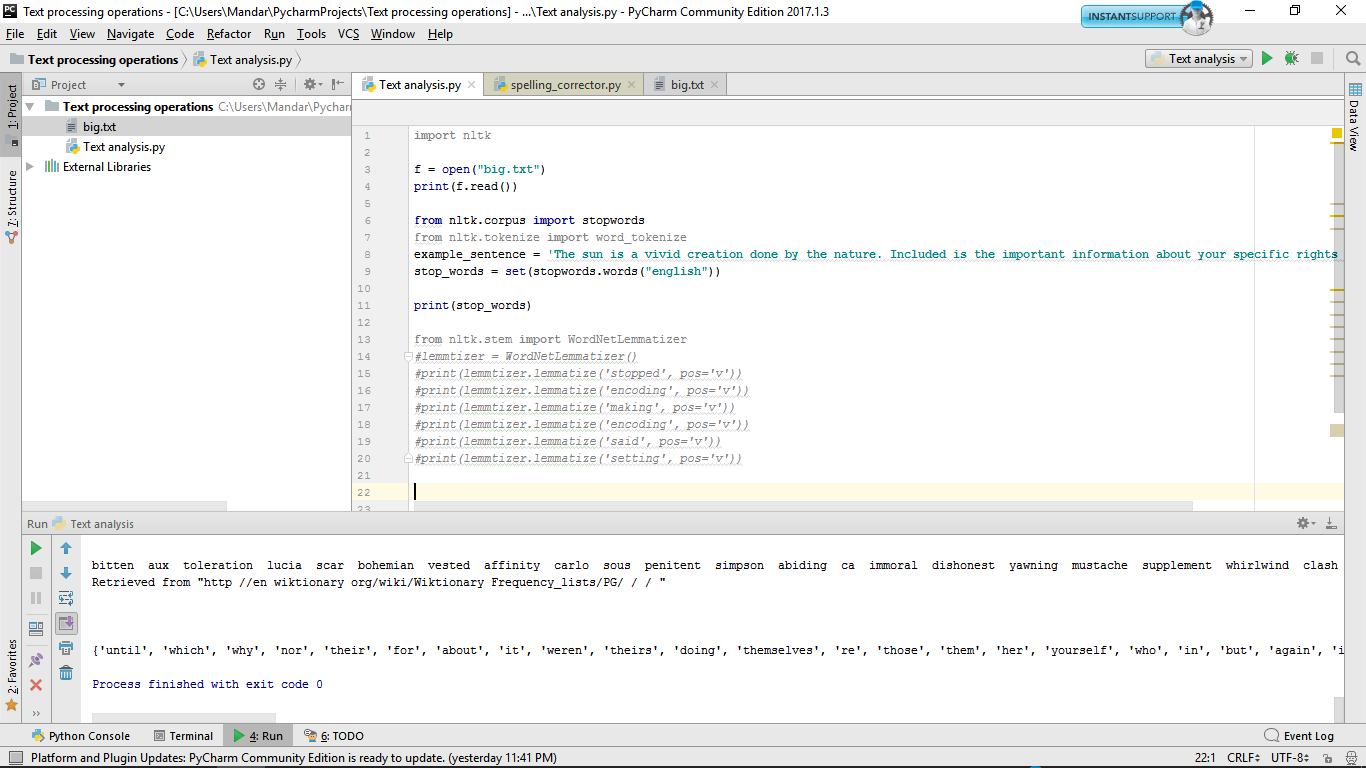 Text processing operations - [C:\Users\Mandar\PycharmProjects\Text processing operations] - ...\Text analysis.py - PyCharm Community Edition 2017.1.3
INSTANTSUPPORT
File Edit View Navigate Code Refactor Run Tools VCS Window Help
Text processing operations Text analysis.py
Text analysis
Project
Text analysis.py spelling_corrector.py big.txt
1: Project
7: Structure
2: Favorites
Data View
Text processing operations C:\Users\Mandar\Pycharm
big.txt
Text analysis.py
External Libraries
1 import nltk
2
3 f = open("big.txt")
4 print(f.read())
5
6 from nltk.corpus import stopwords
7 from nltk.tokenize import word_tokenize
8 example_sentence = 'The sun is a vivid creation done by the nature. Included is the important information about your specific rights
9 stop_words = set(stopwords.words("english"))
10
11 print(stop_words)
12
13 from nltk.stem import WordNetLemmatizer
14 #lemmtizer = WordNetLemmatizer()
15 #print(lemmtizer.lemmatize('stopped', pos='v'))
16 #print(lemmtizer.lemmatize('encoding', pos='v'))
17 #print(lemmtizer.lemmatize('making', pos='v'))
18 #print(lemmtizer.lemmatize('encoding', pos='v'))
19 #print(lemmtizer.lemmatize('said', pos='v'))
20 #print(lemmtizer.lemmatize('setting', pos='v'))
21
22
23
Run Text analysis
bitten aux toleration lucia scar bohemian vested affinity carlo sous penitent simpson abiding ca immoral dishonest yawning mustache supplement whirlwind clash
Retrieved from "http //en wiktionary org/wiki/Wiktionary Frequency_lists/PG/ / / "
{'until', 'which', 'why', 'nor', 'their', 'for', 'about', 'it', 'weren', 'theirs', 'doing', 'themselves', 're', 'those', 'them', 'her', 'yourself', 'who', 'in', 'but', 'again', 'i
Process finished with exit code 0
Python Console Terminal 4: Run 6: TODO Event Log
Platform and Plugin Updates: PyCharm Community Edition is ready to update. (yesterday 11:41 PM) 22:1 CRLF UTF-8